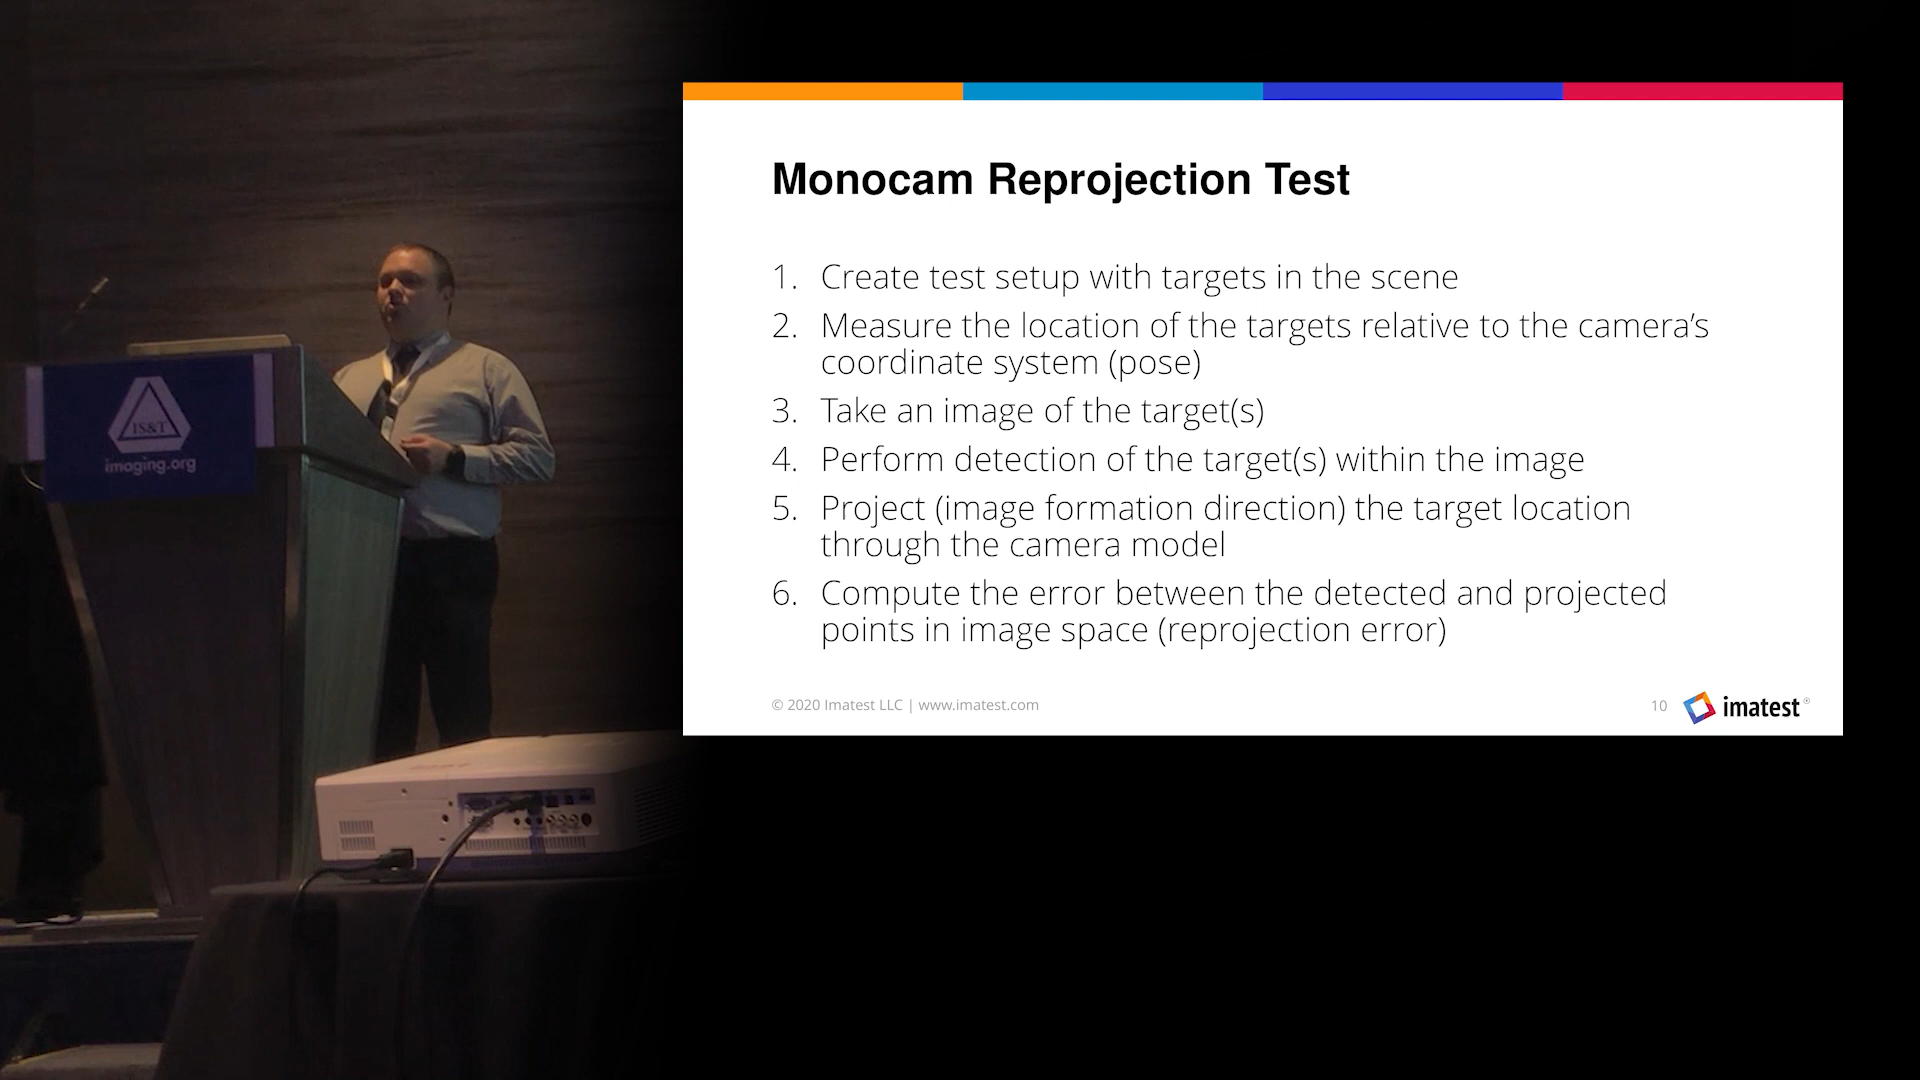 IS&T
imaging.org
Monocam Reprojection Test
1. Create test setup with targets in the scene
2. Measure the location of the targets relative to the camera’s
coordinate system (pose)
3. Take an image of the target(s)
4. Perform detection of the target(s) within the image
5. Project (image formation direction) the target location
through the camera model
6. Compute the error between the detected and projected
points in image space (reprojection error)
© 2020 Imatest LLC | www.imatest.com
10
imatest®